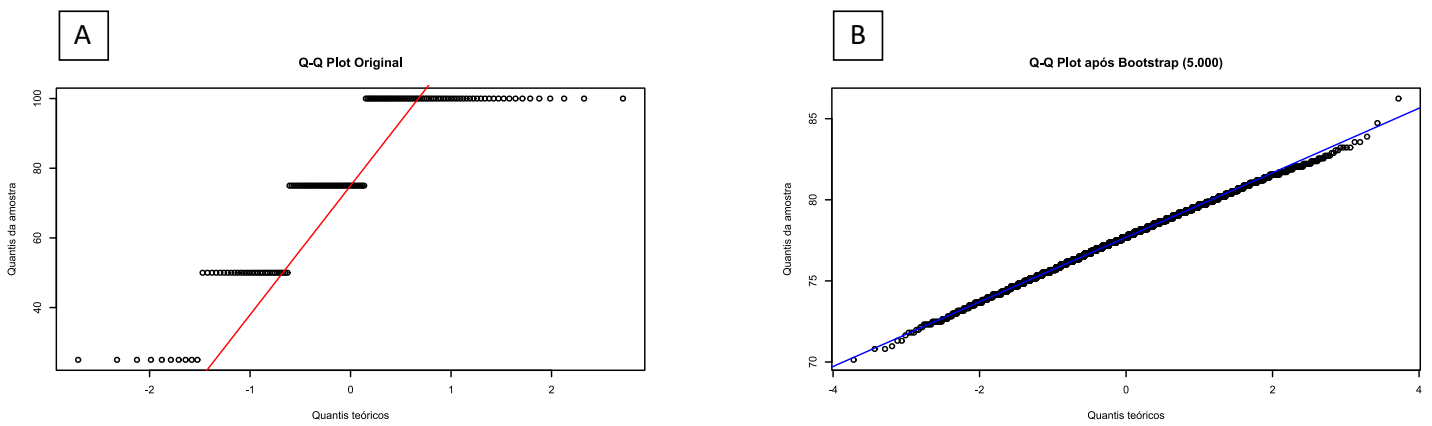 A
Q-Q Plot Original
Quantis da amostra
100
80
60
40
-2 -1 0 1 2
Quantis teóricos
B
Q-Q Plot após Bootstrap (5.000)
Quantis da amostra
85
80
75
70
-4 -2 0 2 4
Quantis teóricos